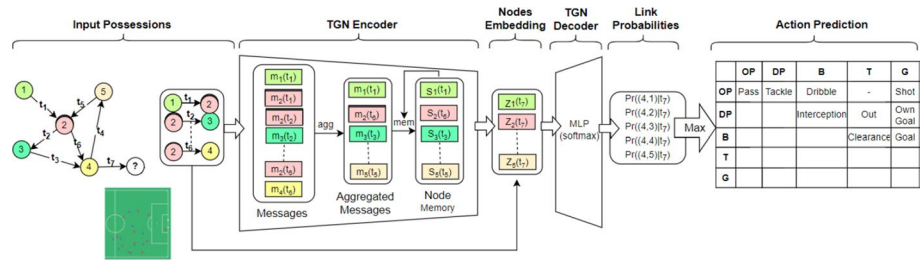 Input Possessions
TGN Encoder
Nodes
Embedding
TGN
Decoder
Link
Probabilities
Action Prediction
1
t₁
2
t₂
3
t₃
4
t₄
5
t₅
t₆
t₇
?
1 t₁ 2
2 t₂ 3
2 t₆ 4
m₁(t₁)
m₂(t₁)
m₂(t₂)
m₃(t₂)
m₂(t₆)
m₄(t₆)
Messages
agg
m₁(t₁)
m₂(t₆)
m₃(t₃)
m₅(t₅)
Aggregated
Messages
mem
S₁(t₁)
S₂(t₆)
S₃(t₃)
S₅(t₅)
Node
Memory
Z₁(t₇)
Z₂(t₇)
Z₅(t₇)
MLP
(softmax)
Pr((4,1)|t₇)
Pr((4,2)|t₇)
Pr((4,3)|t₇)
Pr((4,4)|t₇)
Pr((4,5)|t₇)
Max
OP DP B T G
OP Pass Tackle Dribble - Shot
DP Interception Out Own Goal
B Clearance Goal
T
G